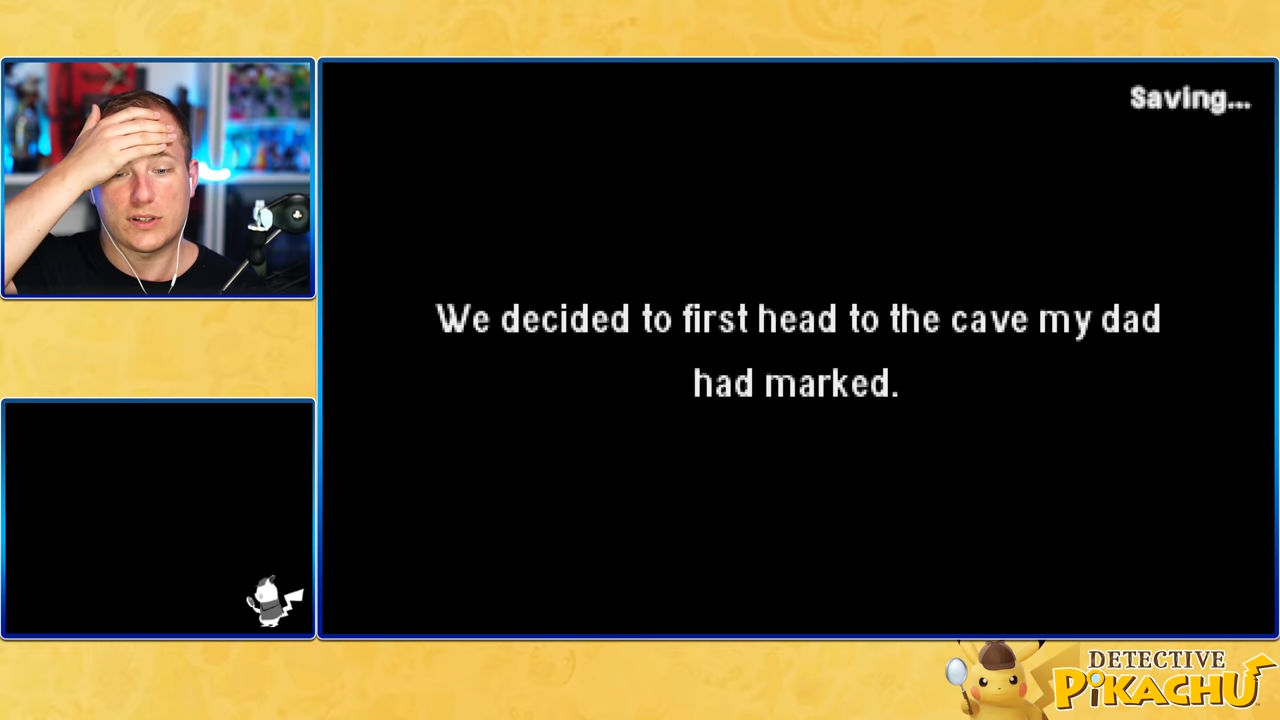 Saving...
We decided to first head to the cave my dad
had marked.
DETECTIVE
PiKACHU